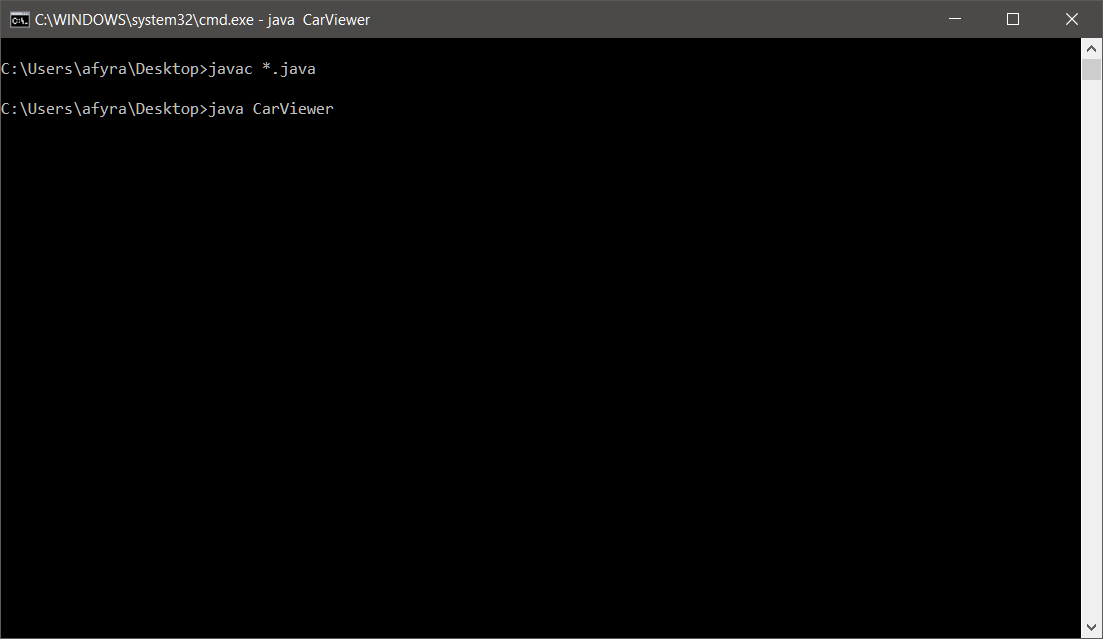 C:\WINDOWS\system32\cmd.exe - java  CarViewer
C:\Users\afyra\Desktop>javac *.java
C:\Users\afyra\Desktop>java CarViewer